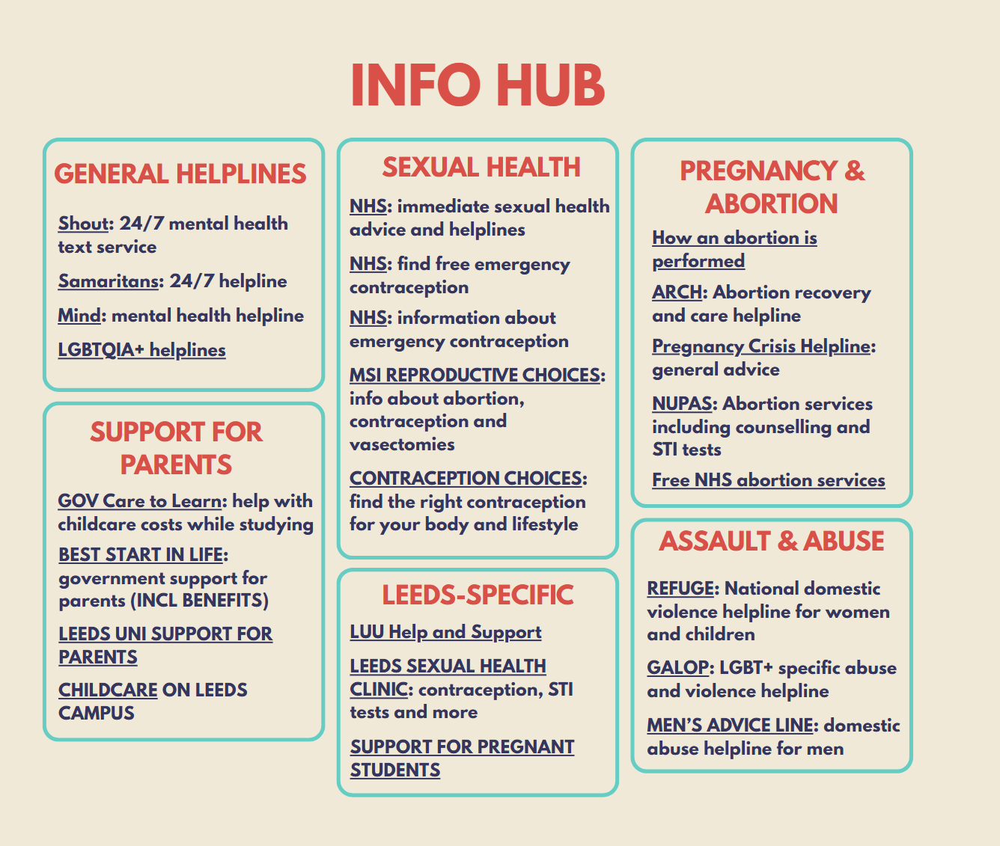 INFO HUB
GENERAL HELPLINES
Shout: 24/7 mental health
text service
Samaritans: 24/7 helpline
Mind: mental health helpline
LGBTQIA+ helplines
SUPPORT FOR
PARENTS
GOV Care to Learn: help with
childcare costs while studying
BEST START IN LIFE:
government support for
parents (INCL BENEFITS)
LEEDS UNI SUPPORT FOR
PARENTS
CHILDCARE ON LEEDS
CAMPUS
SEXUAL HEALTH
NHS: immediate sexual health
advice and helplines
NHS: find free emergency
contraception
NHS: information about
emergency contraception
MSI REPRODUCTIVE CHOICES:
info about abortion,
contraception and
vasectomies
CONTRACEPTION CHOICES:
find the right contraception
for your body and lifestyle
LEEDS-SPECIFIC
LUU Help and Support
LEEDS SEXUAL HEALTH
CLINIC: contraception, STI
tests and more
SUPPORT FOR PREGNANT
STUDENTS
PREGNANCY &
ABORTION
How an abortion is
performed
ARCH: Abortion recovery
and care helpline
Pregnancy Crisis Helpline:
general advice
NUPAS: Abortion services
including counselling and
STI tests
Free NHS abortion services
ASSAULT & ABUSE
REFUGE: National domestic
violence helpline for women
and children
GALOP: LGBT+ specific abuse
and violence helpline
MEN'S ADVICE LINE: domestic
abuse helpline for men